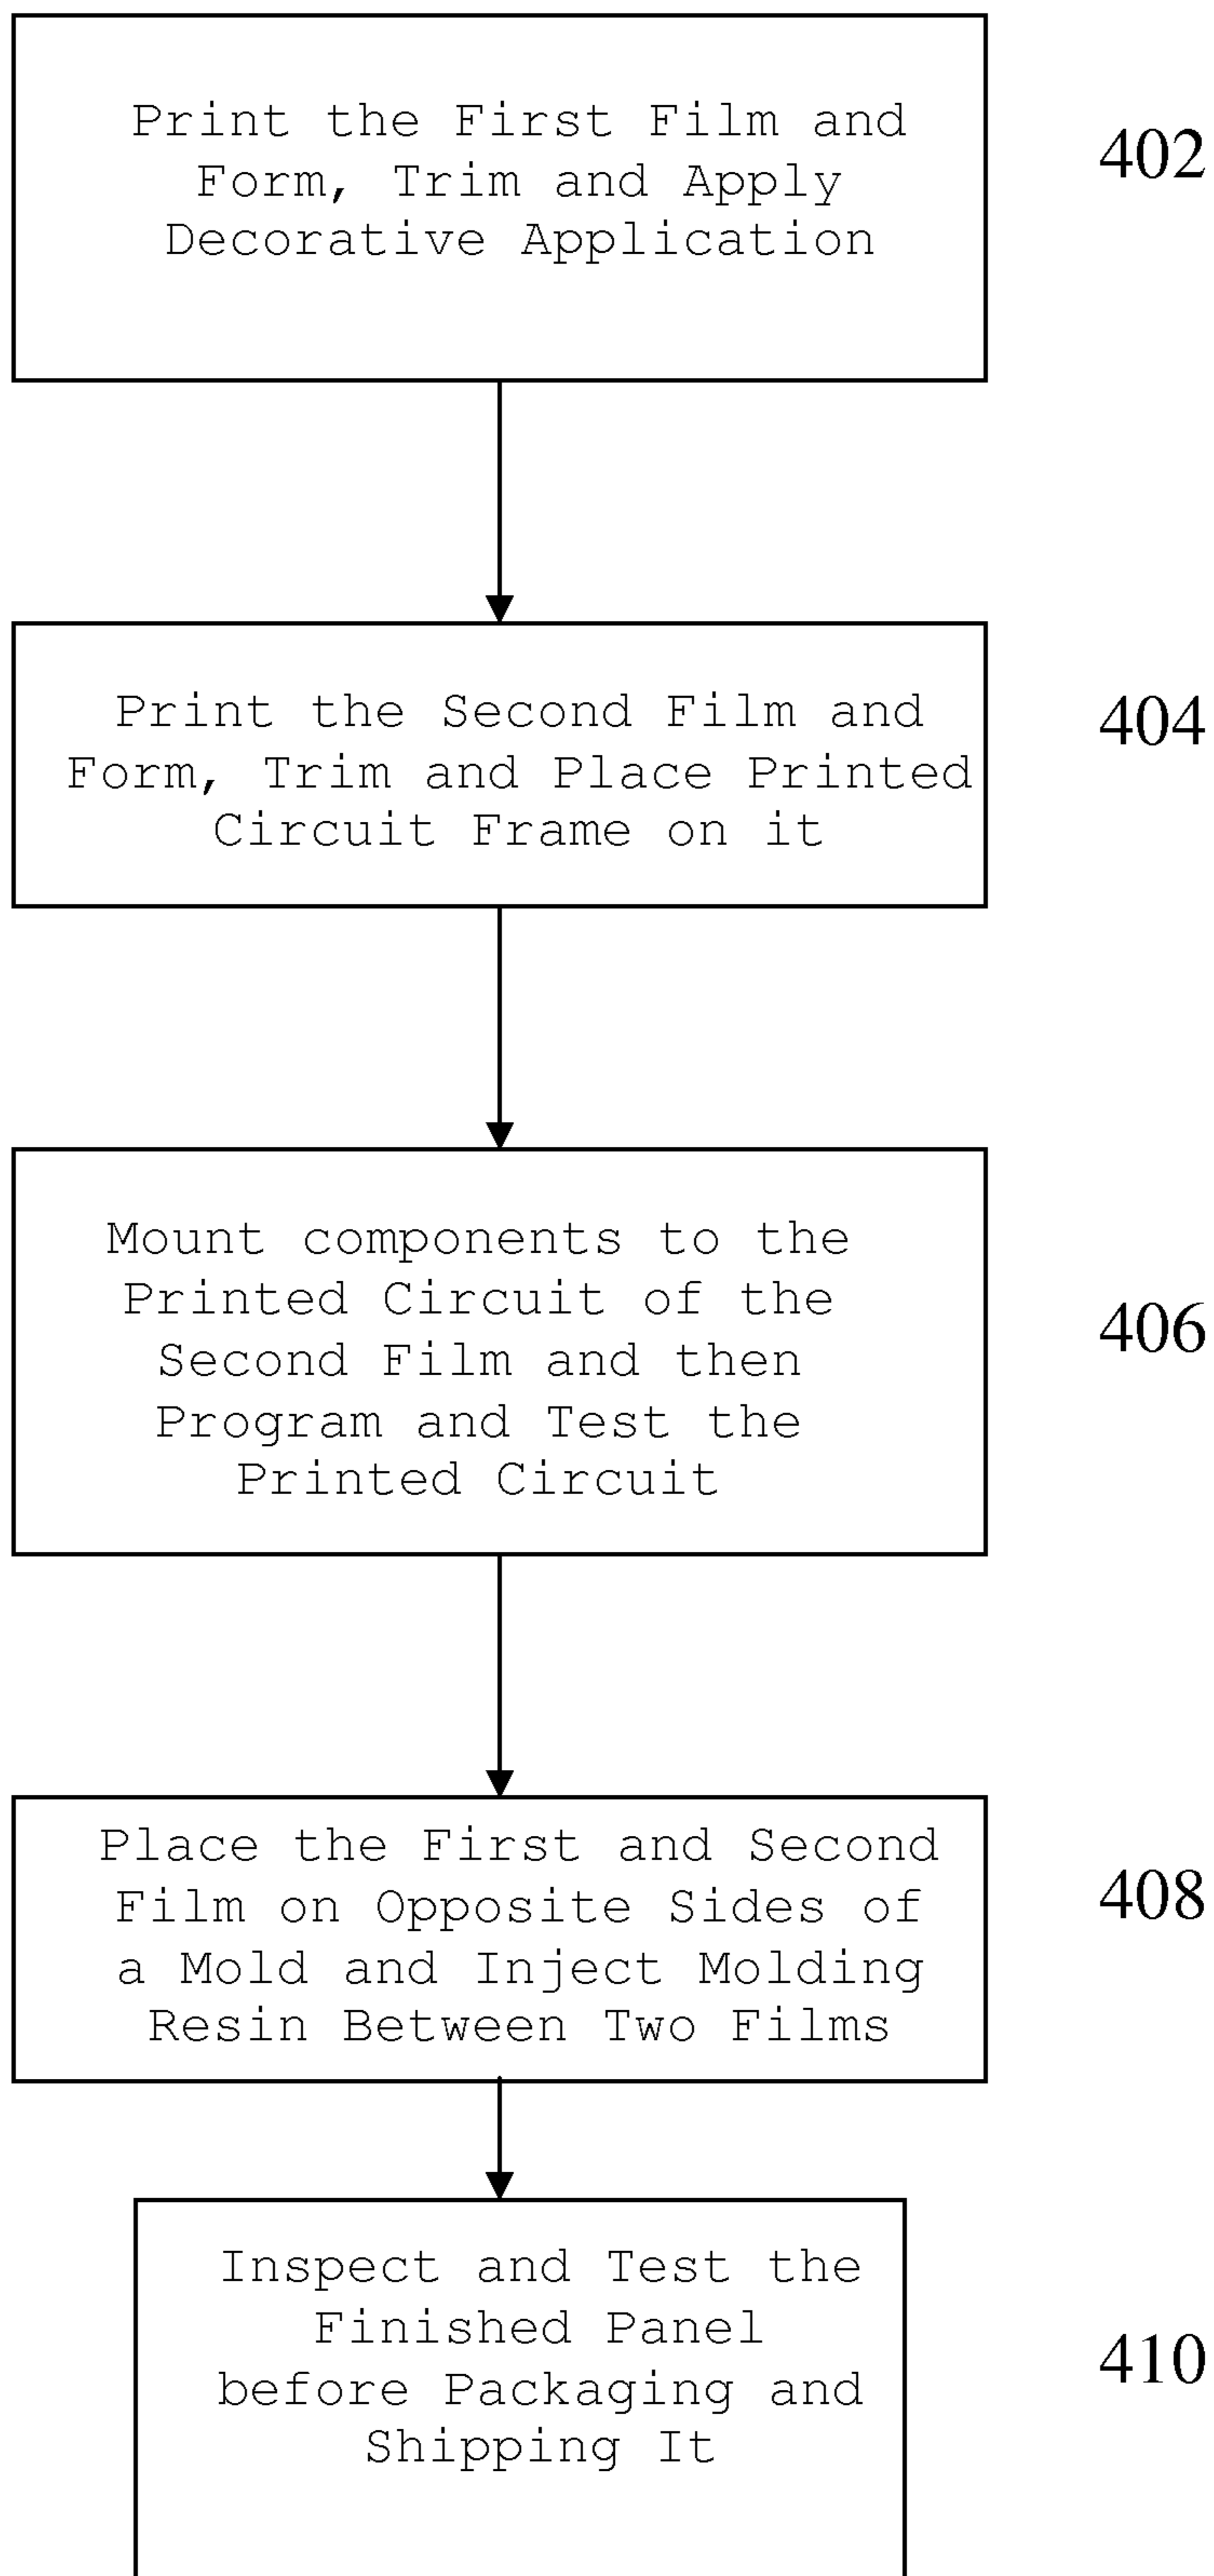 Print the First Film and
Form, Trim and Apply
Decorative Application
402
Print the Second Film and
Form, Trim and Place Printed
Circuit Frame on it
404
Mount components to the
Printed Circuit of the
Second Film and then
Program and Test the
Printed Circuit
406
Place the First and Second
Film on Opposite Sides of
a Mold and Inject Molding
Resin Between Two Films
408
Inspect and Test the
Finished Panel
before Packaging and
Shipping It
410